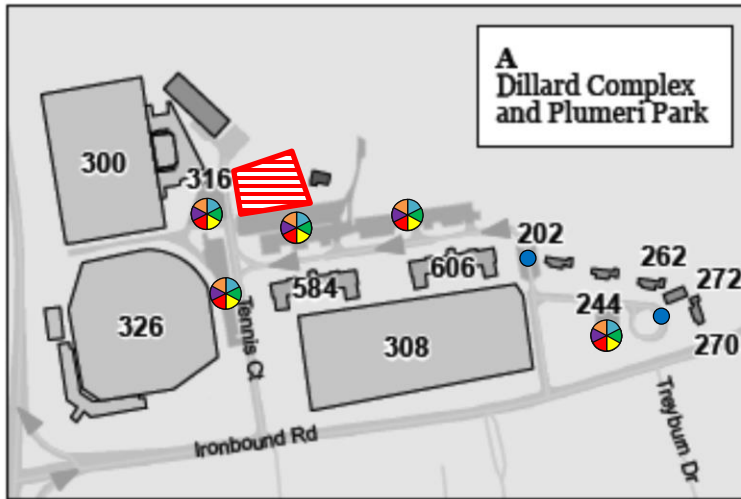 A
Dillard Complex
and Plumeri Park
300
316
202
262
272
606
584
244
326
308
270
Tennis Ct
Ironbound Rd
Treyburn Dr